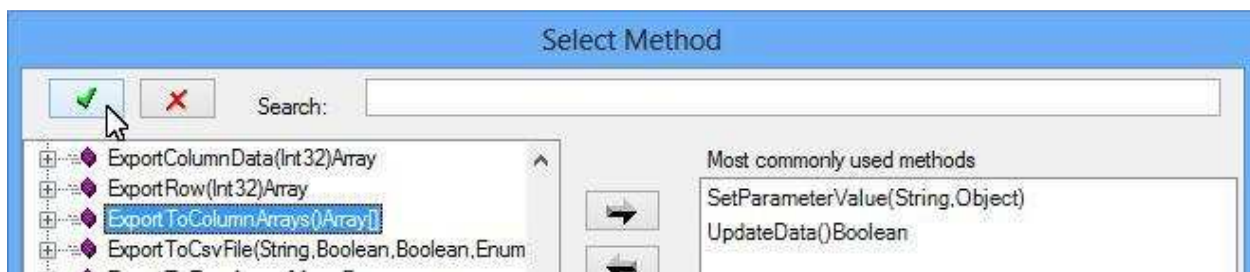 Select Method
Search:
ExportColumnData(Int32)Array
ExportRow(Int32)Array
ExportToColumnArrays()Array[]
ExportToCsvFile(String,Boolean,Boolean,Enum
Most commonly used methods
SetParameterValue(String,Object)
UpdateData()Boolean